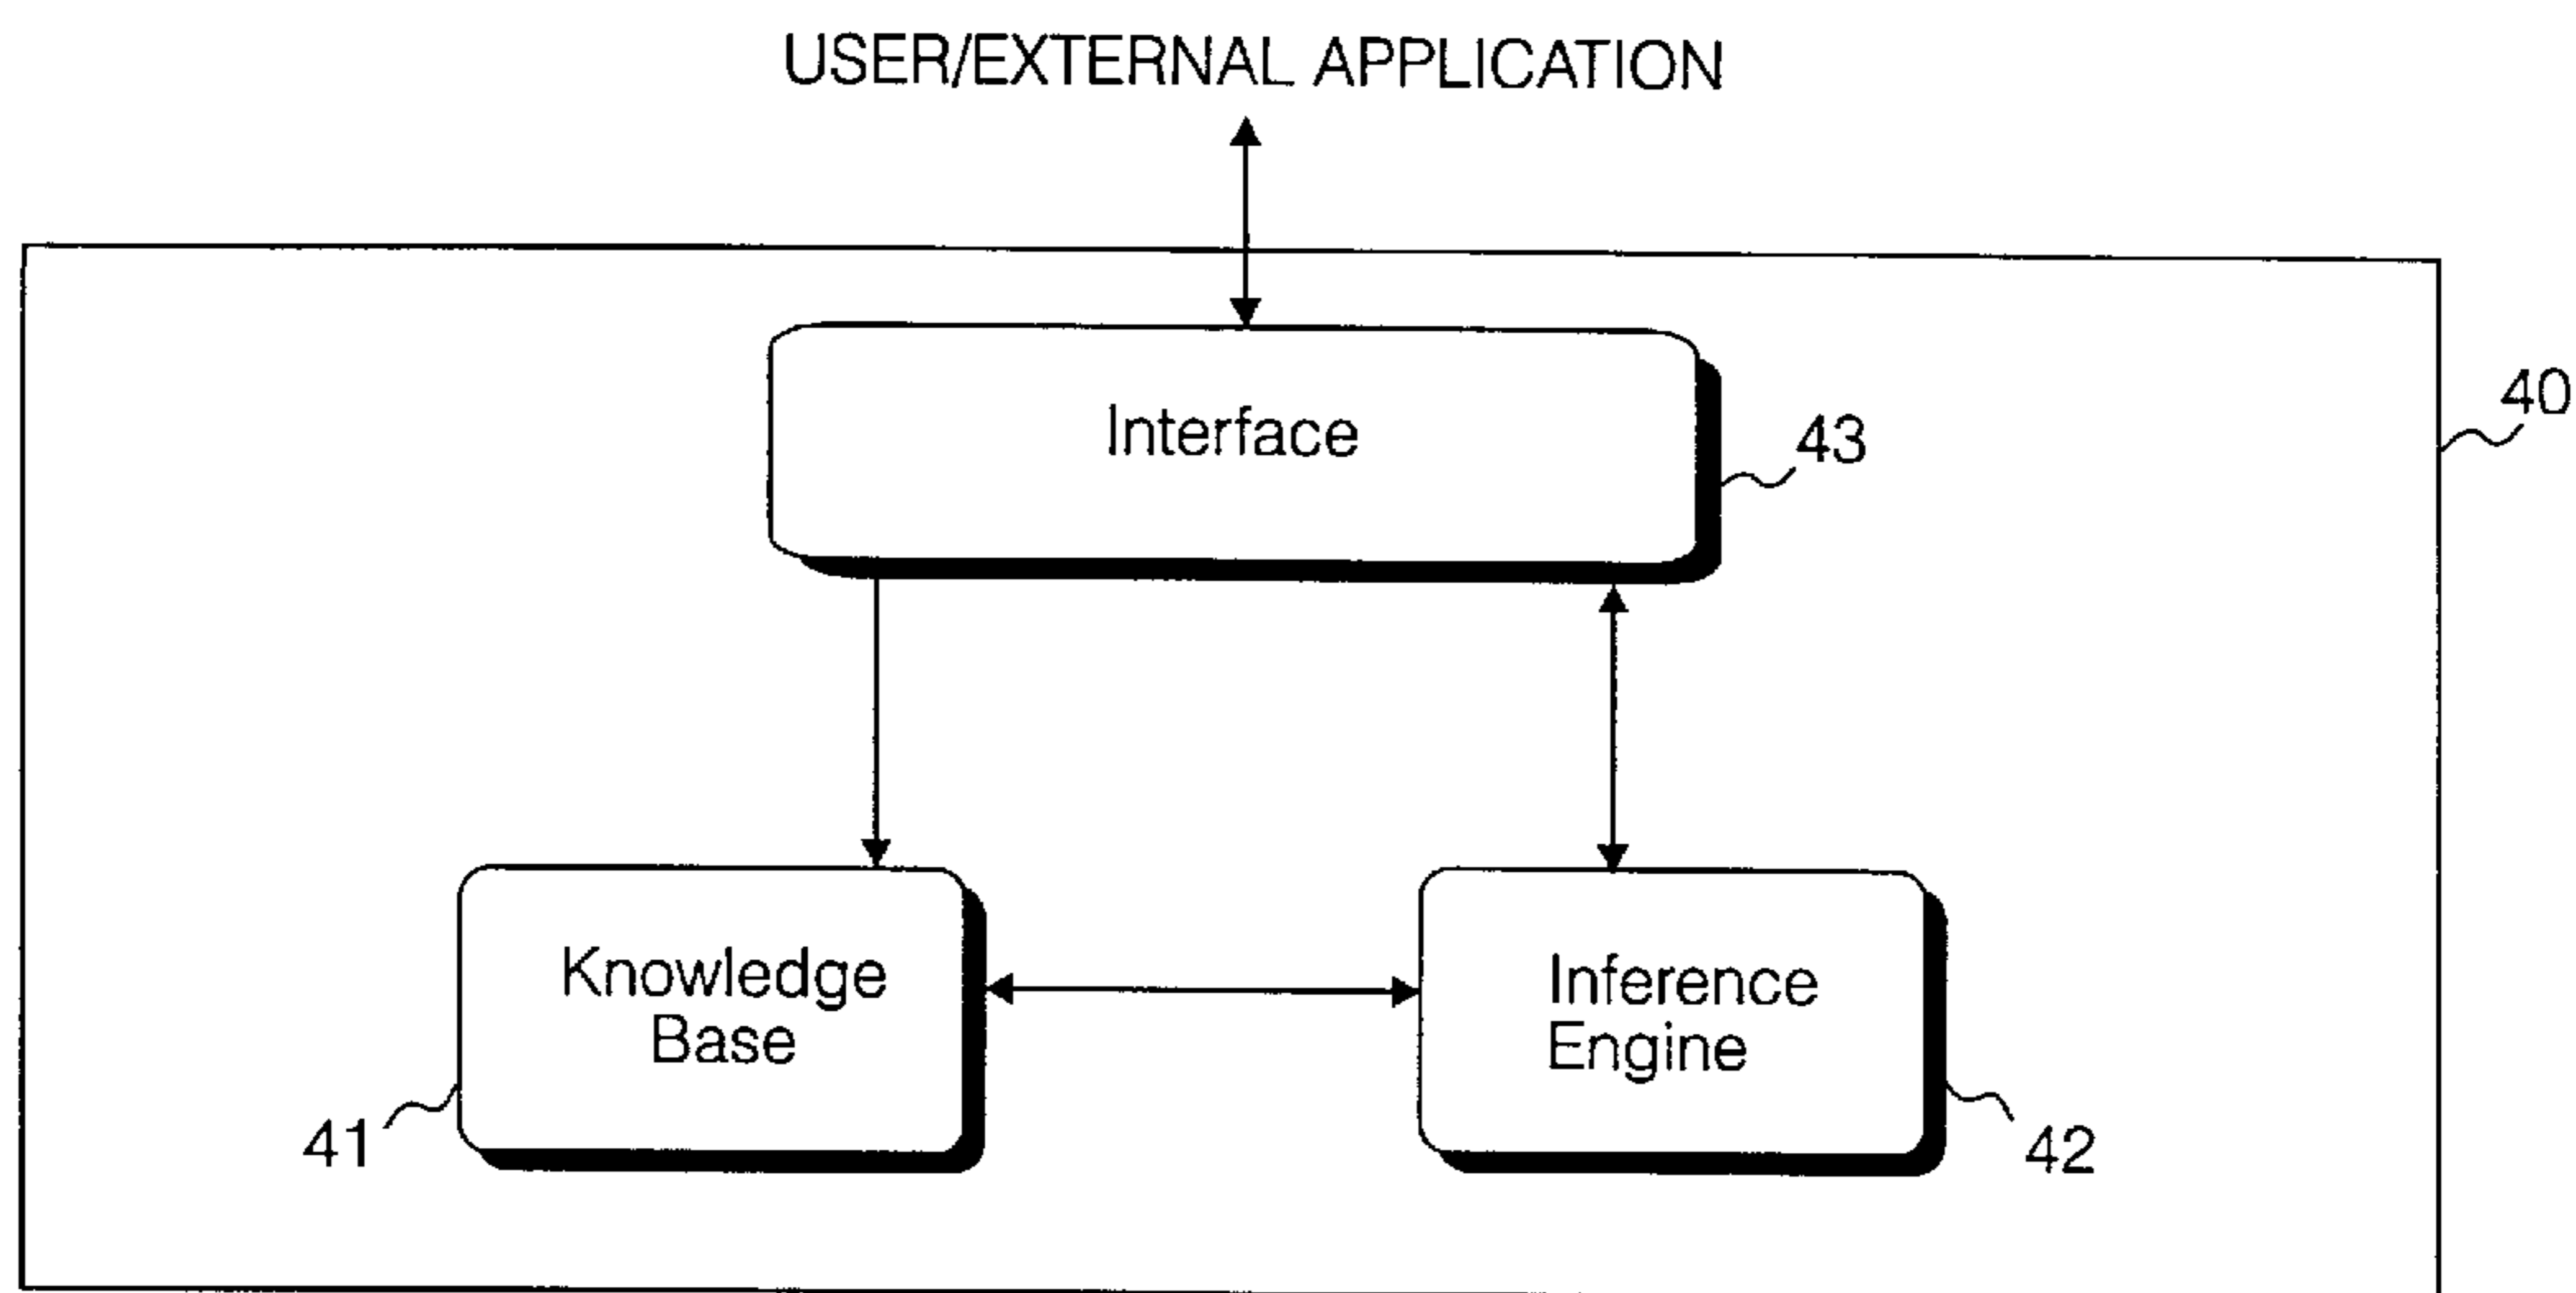 USER/EXTERNAL APPLICATION
40
Interface
43
Knowledge
Base
Inference
Engine
41
42